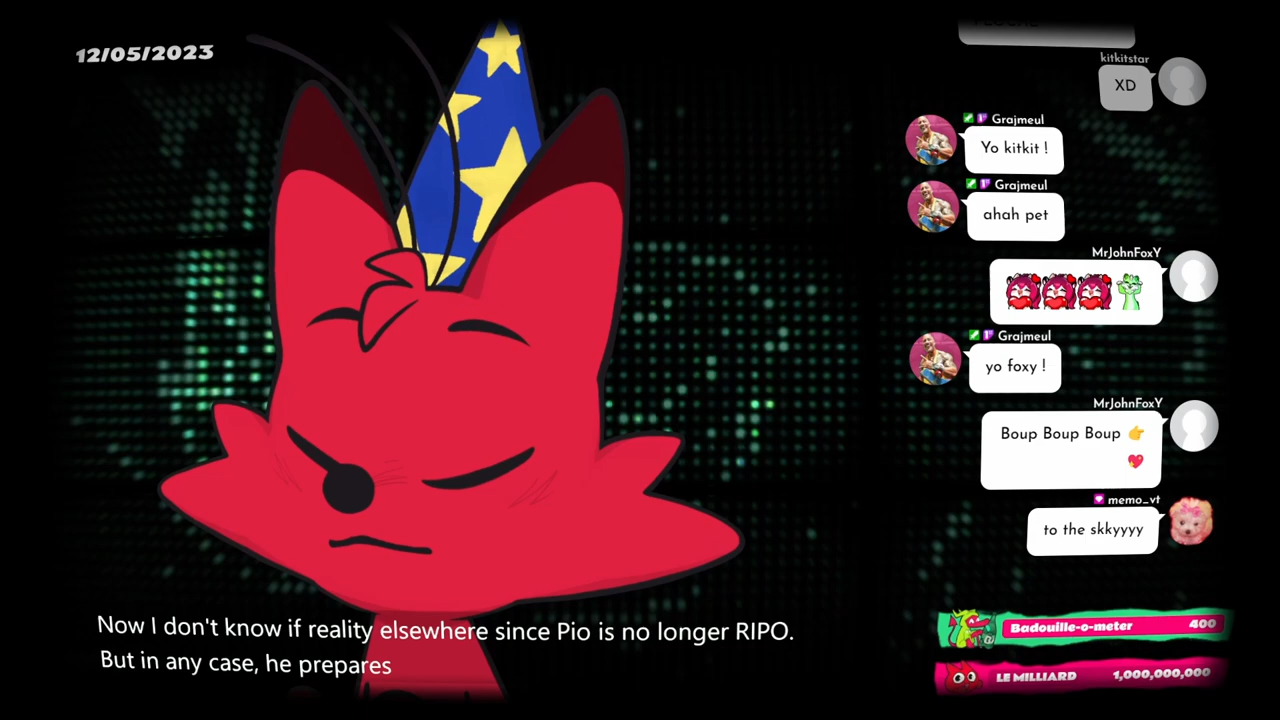 12/05/2023
kitkitstar
XD
Grajmeul
Yo kitkit !
Grajmeul
ahah pet
MrJohnFoxY
Grajmeul
yo foxy !
MrJohnFoxY
Boup Boup Boup 👉
💖
memo_vt
to the skkyyyy
Now I don't know if reality elsewhere since Pio is no longer RIPO.
But in any case, he prepares
Badouille-o-meter 400
LE MILLIARD 1,000,000,000